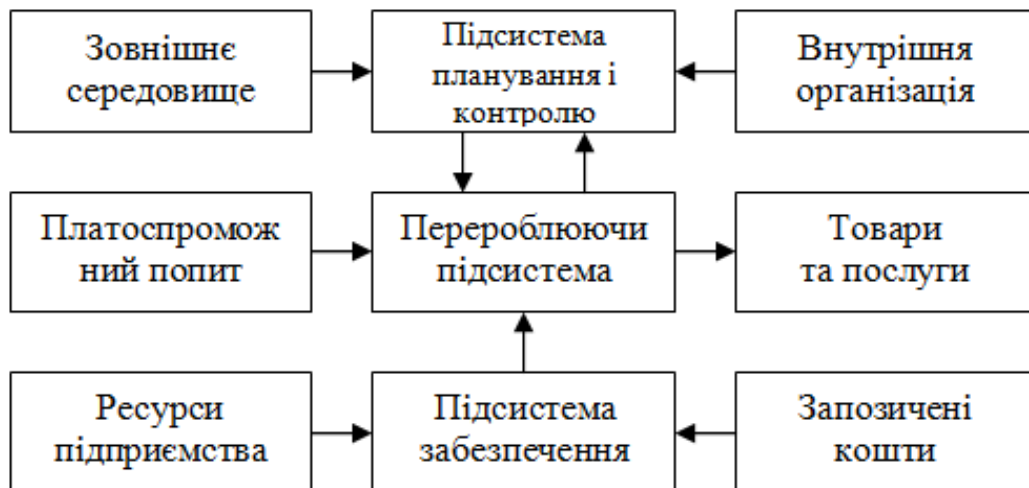 Зовнішнє
середовище
Підсистема
планування і
контролю
Внутрішня
організація
Платоспромож
ний попит
Перероблюючи
підсистема
Товари
та послуги
Ресурси
підприємства
Підсистема
забезпечення
Запозичені
кошти